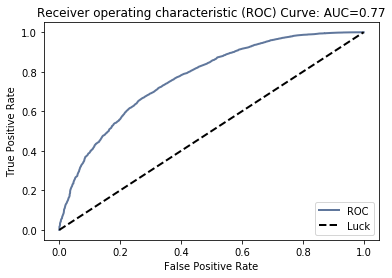 Receiver operating characteristic (ROC) Curve: AUC=0.77
True Positive Rate
1.0
0.8
0.6
0.4
0.2
0.0
ROC
Luck
0.0 0.2 0.4 0.6 0.8 1.0
False Positive Rate